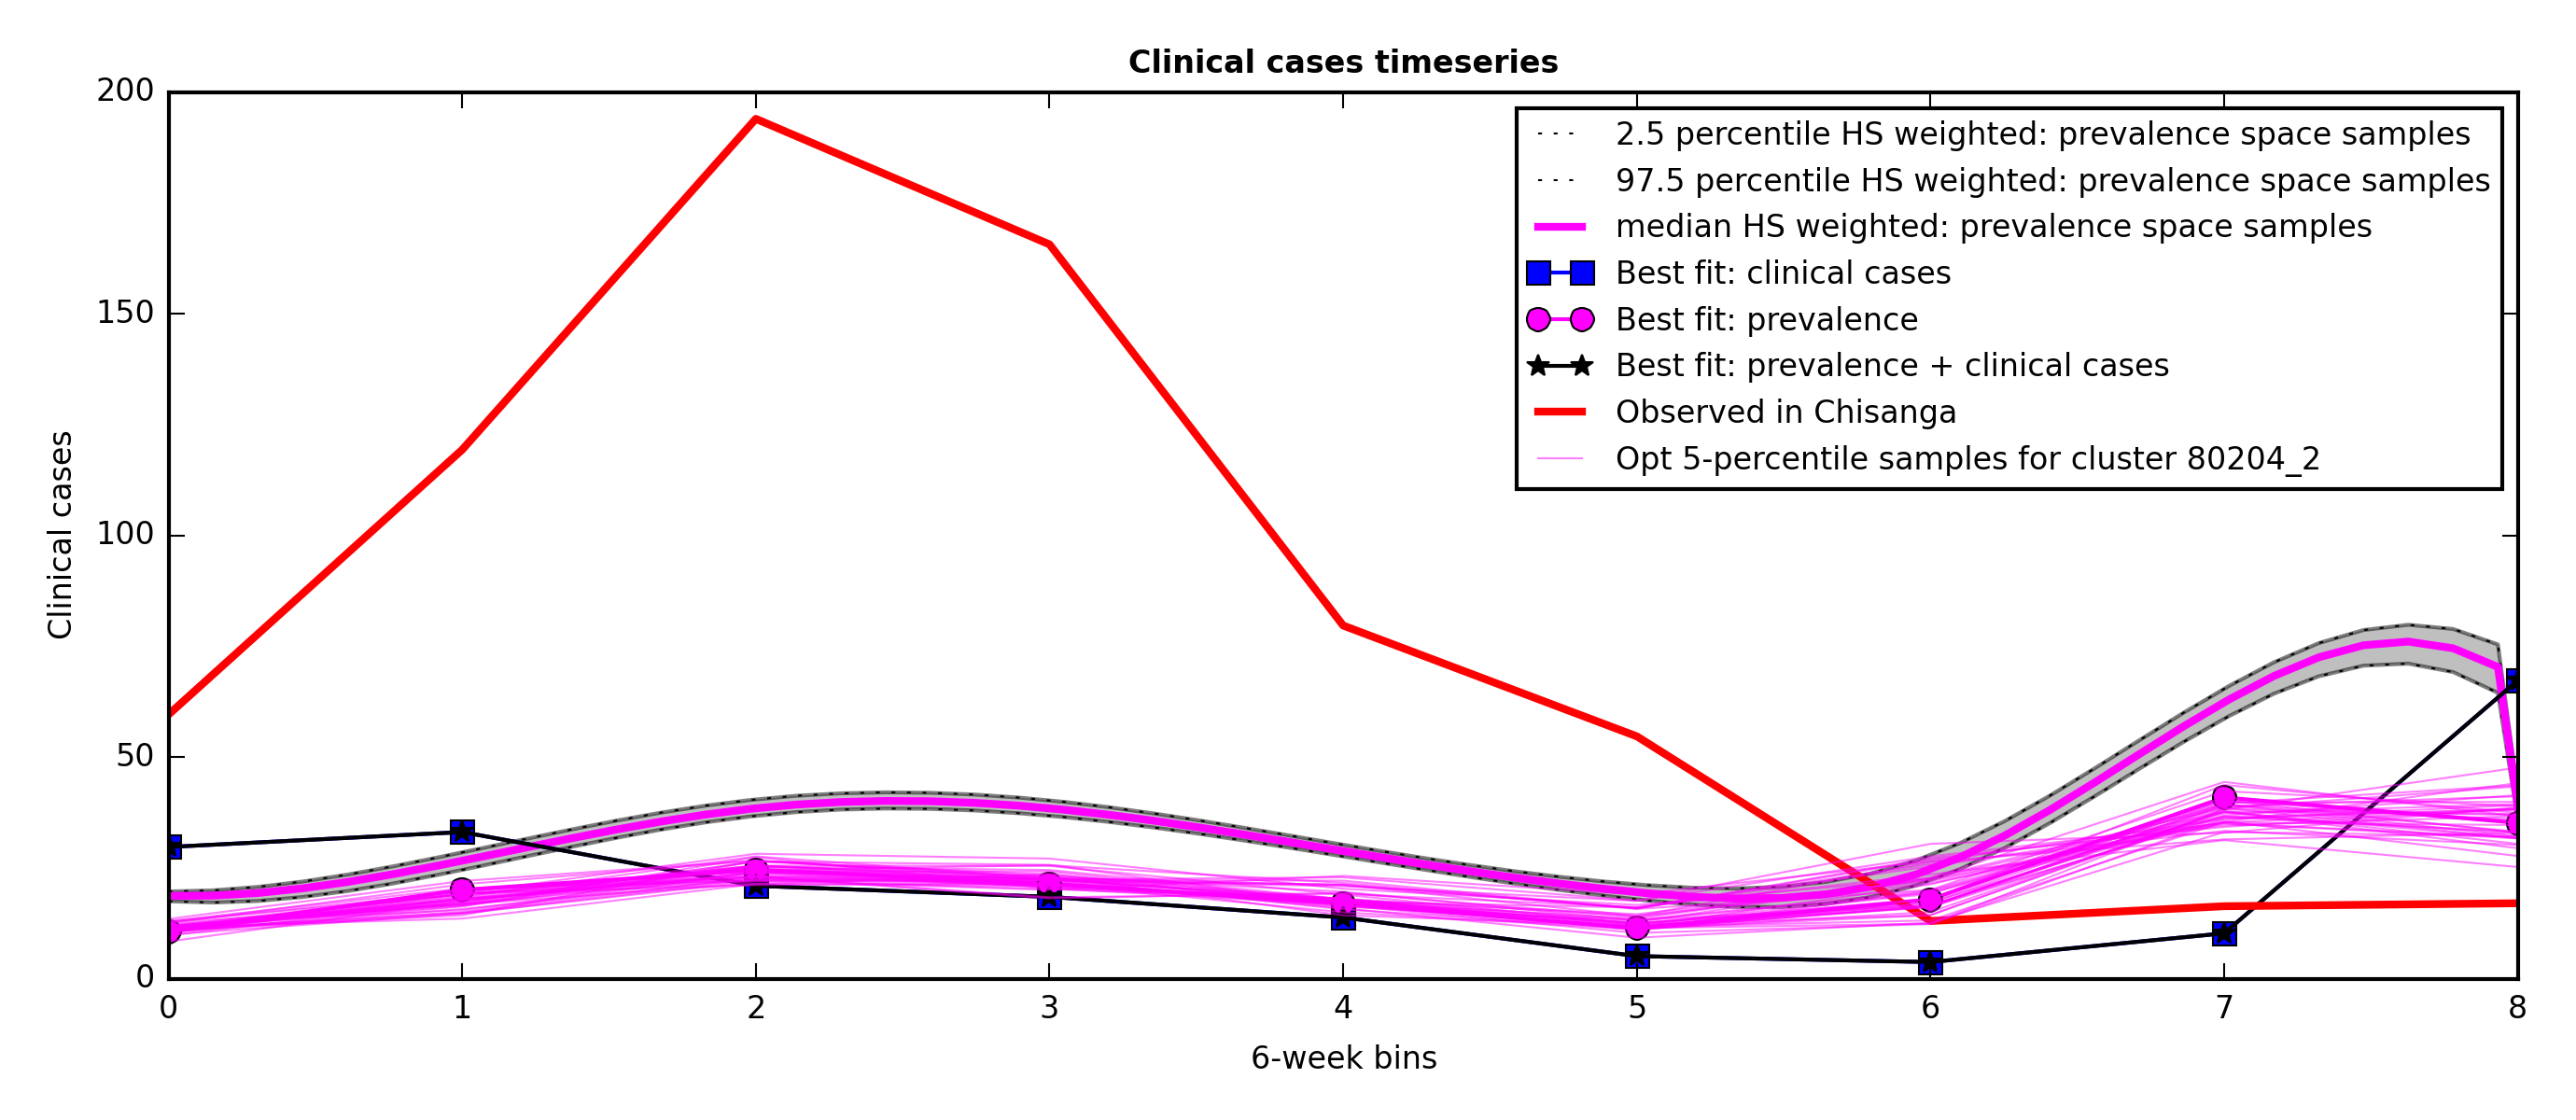 Clinical cases timeseries
200
150
100
50
0
Clinical cases
2.5 percentile HS weighted: prevalence space samples
97.5 percentile HS weighted: prevalence space samples
median HS weighted: prevalence space samples
Best fit: clinical cases
Best fit: prevalence
Best fit: prevalence + clinical cases
Observed in Chisanga
Opt 5-percentile samples for cluster 80204_2
0 1 2 3 4 5 6 7 8
6-week bins